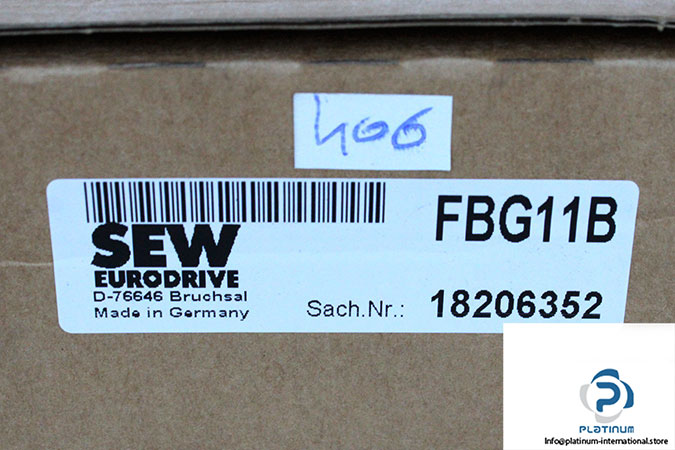 406
FBG11B
SEW
EURODRIVE
D-76646 Bruchsal
Made in Germany
Sach.Nr.: 18206352
PLATINUM
Info@platinum-international.store